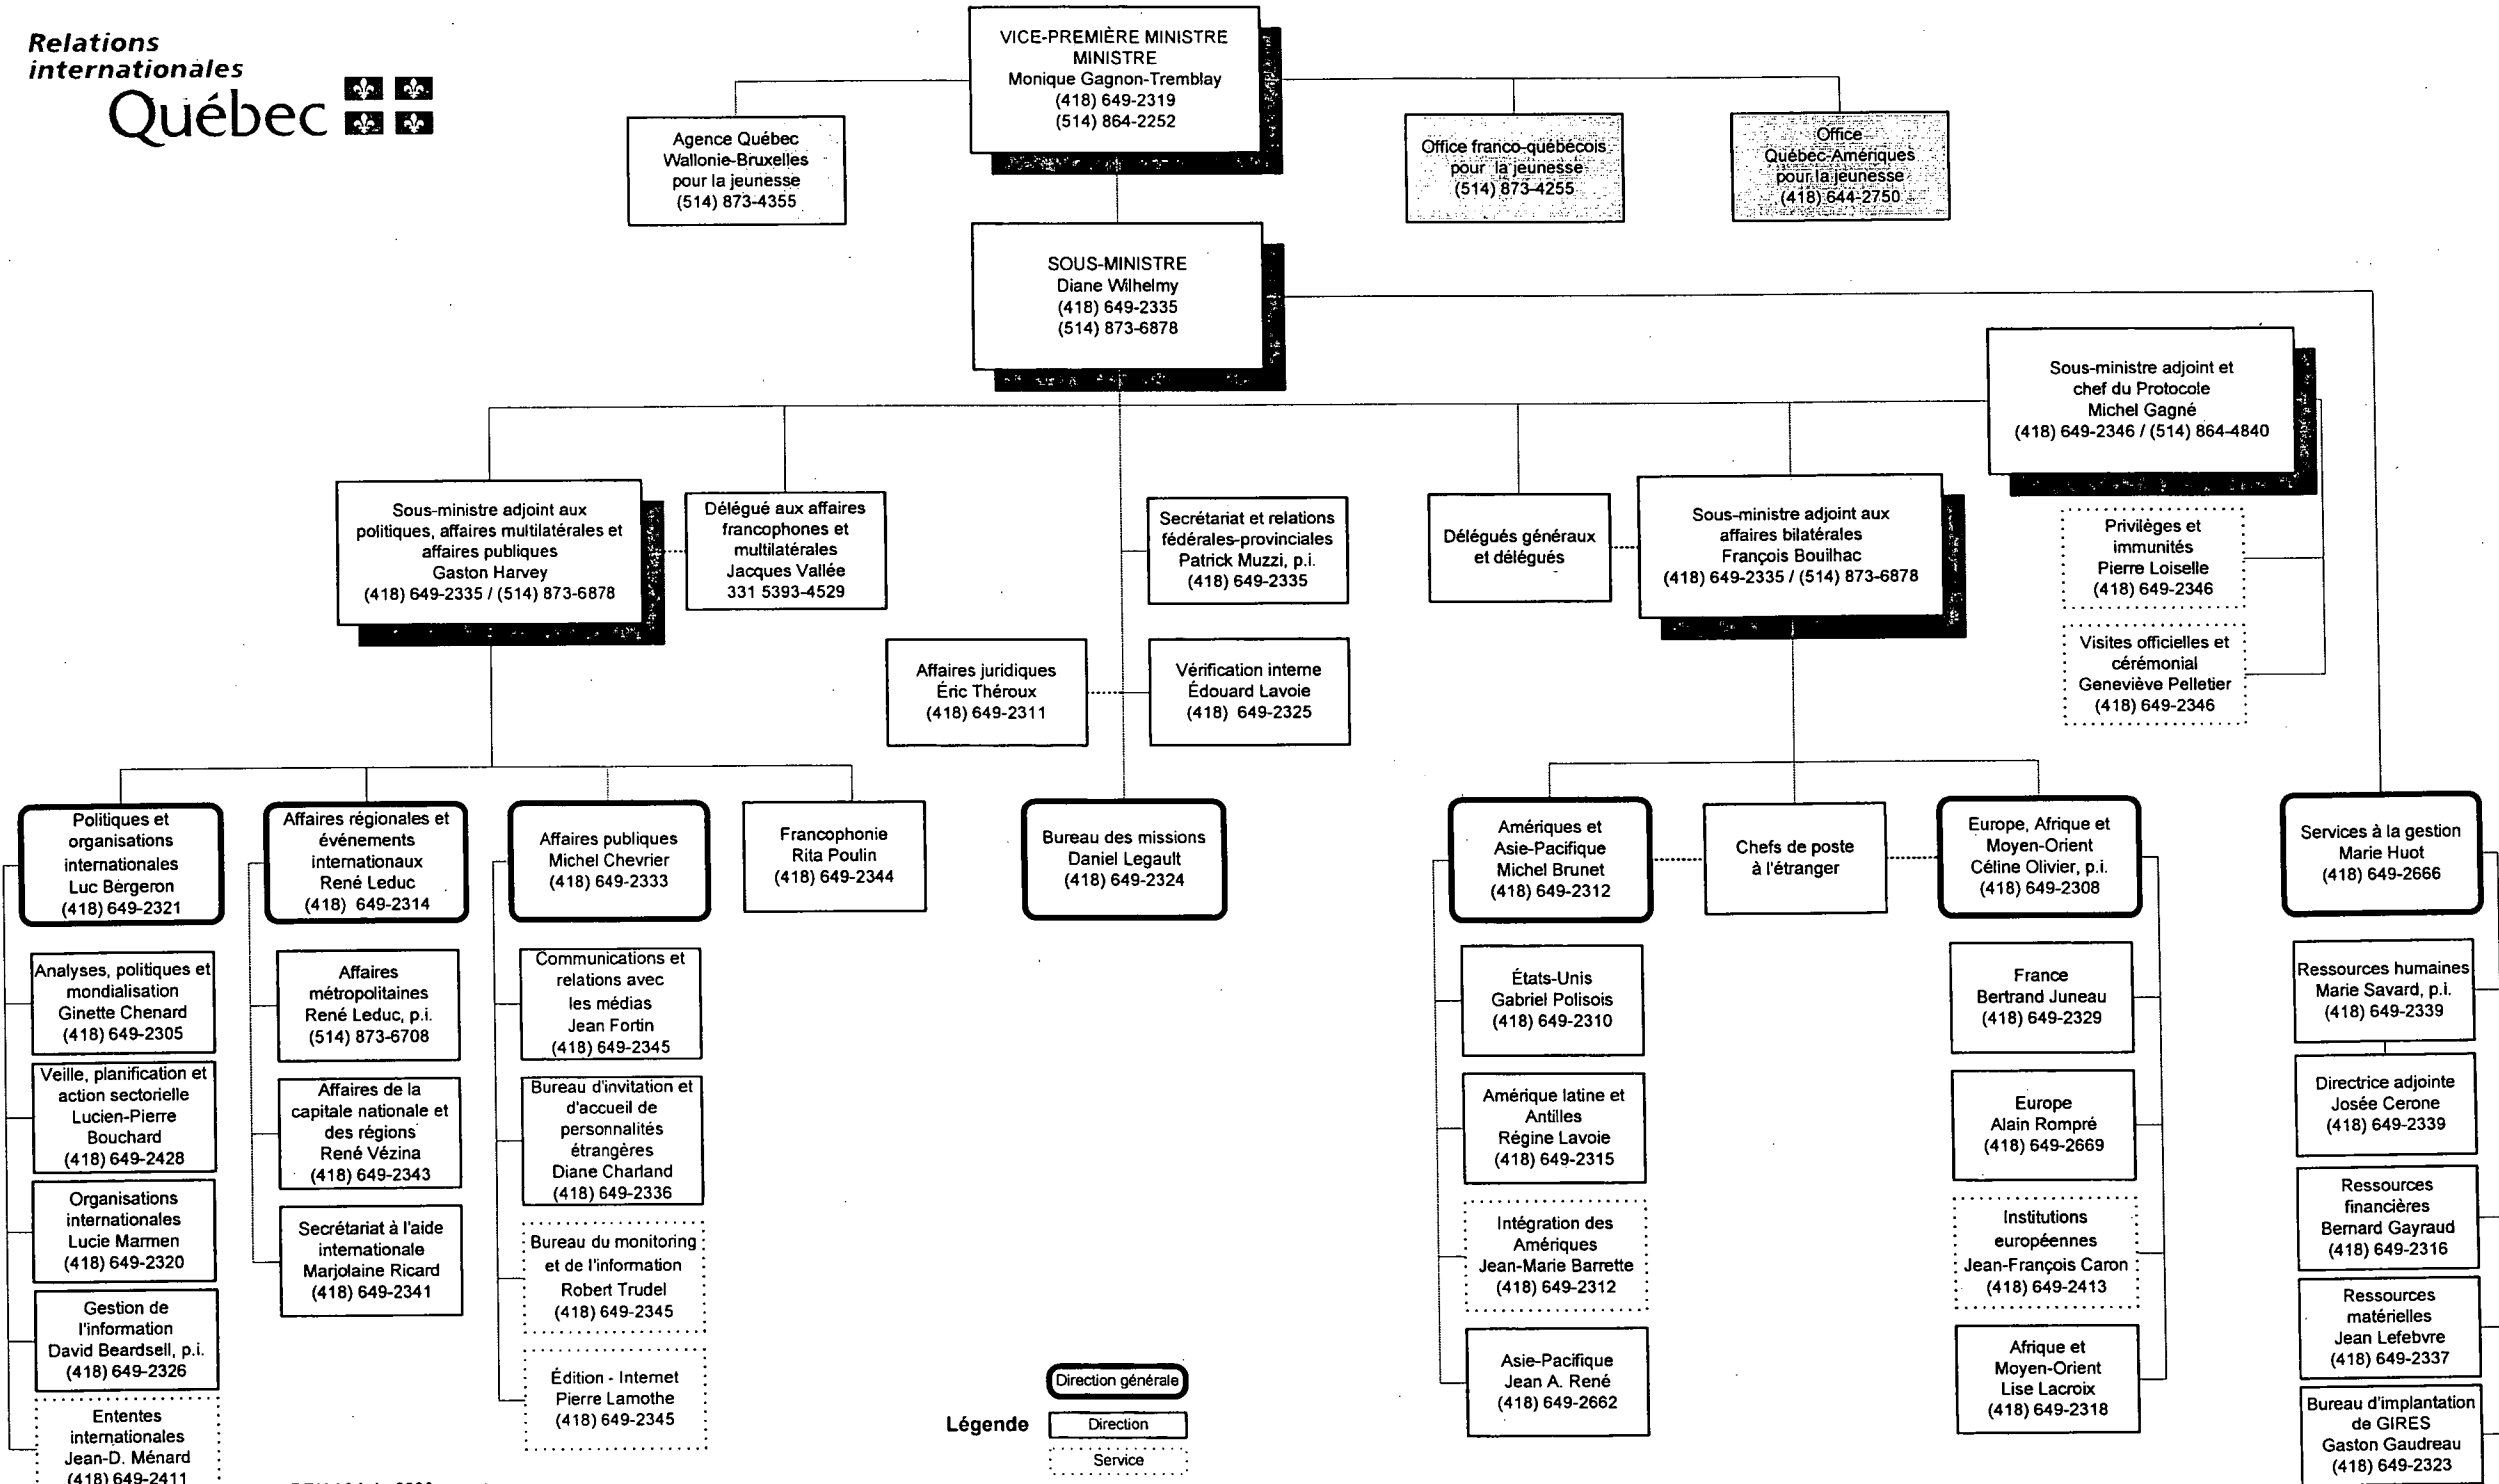 Relations
internationales
Québec
VICE-PREMIÈRE MINISTRE
MINISTRE
Monique Gagnon-Tremblay
(418) 649-2319
(514) 864-2252
Agence Québec
Wallonie-Bruxelles
pour la jeunesse
(514) 873-4355
Office franco-québécois
pour la jeunesse
(514) 873-4255
Office
Québec-Amériques
pour la jeunesse
(418) 644-2750
SOUS-MINISTRE
Diane Wilhelmy
(418) 649-2335
(514) 873-6878
Sous-ministre adjoint et
chef du Protocole
Michel Gagné
(418) 649-2346 / (514) 864-4840
Sous-ministre adjoint aux
politiques, affaires multilatérales et
affaires publiques
Gaston Harvey
(418) 649-2335 / (514) 873-6878
Délégué aux affaires
francophones et
multilatérales
Jacques Vallée
331 5393-4529
Secrétariat et relations
fédérales-provinciales
Patrick Muzzi, p.i.
(418) 649-2335
Délégués généraux
et délégués
Sous-ministre adjoint aux
affaires bilatérales
François Bouilhac
(418) 649-2335 / (514) 873-6878
Privilèges et
immunités
Pierre Loiselle
(418) 649-2346
Visites officielles et
cérémonial
Geneviève Pelletier
(418) 649-2346
Affaires juridiques
Éric Théroux
(418) 649-2311
Vérification interne
Édouard Lavoie
(418) 649-2325
Politiques et
organisations
internationales
Luc Bergeron
(418) 649-2321
Affaires régionales et
événements
internationaux
René Leduc
(418) 649-2314
Affaires publiques
Michel Chevrier
(418) 649-2333
Francophonie
Rita Poulin
(418) 649-2344
Bureau des missions
Daniel Legault
(418) 649-2324
Amériques et
Asie-Pacifique
Michel Brunet
(418) 649-2312
Chefs de poste
à l'étranger
Europe, Afrique et
Moyen-Orient
Céline Olivier, p.i.
(418) 649-2308
Services à la gestion
Marie Huot
(418) 649-2666
Analyses, politiques et
mondialisation
Ginette Chenard
(418) 649-2305
Veille, planification et
action sectorielle
Lucien-Pierre
Bouchard
(418) 649-2428
Organisations
internationales
Lucie Marmen
(418) 649-2320
Gestion de
l'information
David Beardsell, p.i.
(418) 649-2326
Ententes
internationales
Jean-D. Ménard
(418) 649-2411
Affaires
métropolitaines
René Leduc, p.i.
(514) 873-6708
Affaires de la
capitale nationale et
des régions
René Vézina
(418) 649-2343
Secrétariat à l'aide
internationale
Marjolaine Ricard
(418) 649-2341
Communications et
relations avec
les médias
Jean Fortin
(418) 649-2345
Bureau d'invitation et
d'accueil de
personnalités
étrangères
Diane Charland
(418) 649-2336
Bureau du monitoring
et de l'information
Robert Trudel
(418) 649-2345
Édition - Internet
Pierre Lamothe
(418) 649-2345
États-Unis
Gabriel Polisois
(418) 649-2310
Amérique latine et
Antilles
Régine Lavoie
(418) 649-2315
Intégration des
Amériques
Jean-Marie Barrette
(418) 649-2312
Asie-Pacifique
Jean A. René
(418) 649-2662
France
Bertrand Juneau
(418) 649-2329
Europe
Alain Rompré
(418) 649-2669
Institutions
européennes
Jean-François Caron
(418) 649-2413
Afrique et
Moyen-Orient
Lise Lacroix
(418) 649-2318
Ressources humaines
Marie Savard, p.i.
(418) 649-2339
Directrice adjointe
Josée Cerone
(418) 649-2339
Ressources
financières
Bernard Gayraud
(418) 649-2316
Ressources
matérielles
Jean Lefebvre
(418) 649-2337
Bureau d'implantation
de GIRES
Gaston Gaudreau
(418) 649-2323
Légende
Direction générale
Direction
Service